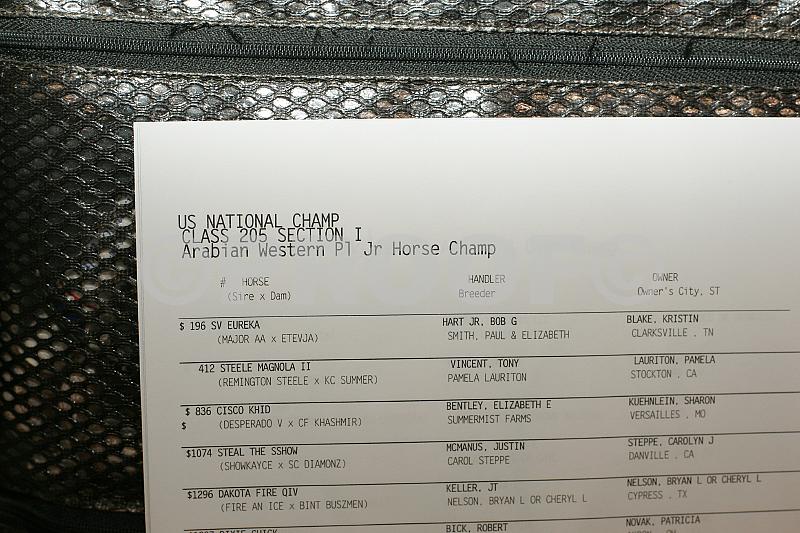 US NATIONAL CHAMP
CLASS 205 SECTION I
Arabian Western Pl Jr Horse Champ
# HORSE HANDLER OWNER
(Sire x Dam) Breeder Owner's City, ST
$ 196 SV EUREKA HART JR, BOB G BLAKE, KRISTIN
(MAJOR AA x ETEVJA) SMITH, PAUL & ELIZABETH CLARKSVILLE , TN
412 STEELE MAGNOLA II VINCENT, TONY LAURITON, PAMELA
(REMINGTON STEELE x KC SUMMER) PAMELA LAURITON STOCKTON , CA
$ 836 CISCO KHID BENTLEY, ELIZABETH E KUEHNLEIN, SHARON
$ (DESPERADO V x CF KHASHMIR) SUMMERMIST FARMS VERSAILLES , MO
$1074 STEAL THE SSHOW MCMANUS, JUSTIN STEPPE, CAROLYN J
(SHOWKAYCE x SC DIAMONZ) CAROL STEPPE DANVILLE , CA
$1296 DAKOTA FIRE QIV KELLER, JT NELSON, BRYAN L OR CHERYL L
(FIRE AN ICE x BINT BUSZMEN) NELSON, BRYAN L OR CHERYL L CYPRESS , TX
BICK, ROBERT NOVAK, PATRICIA